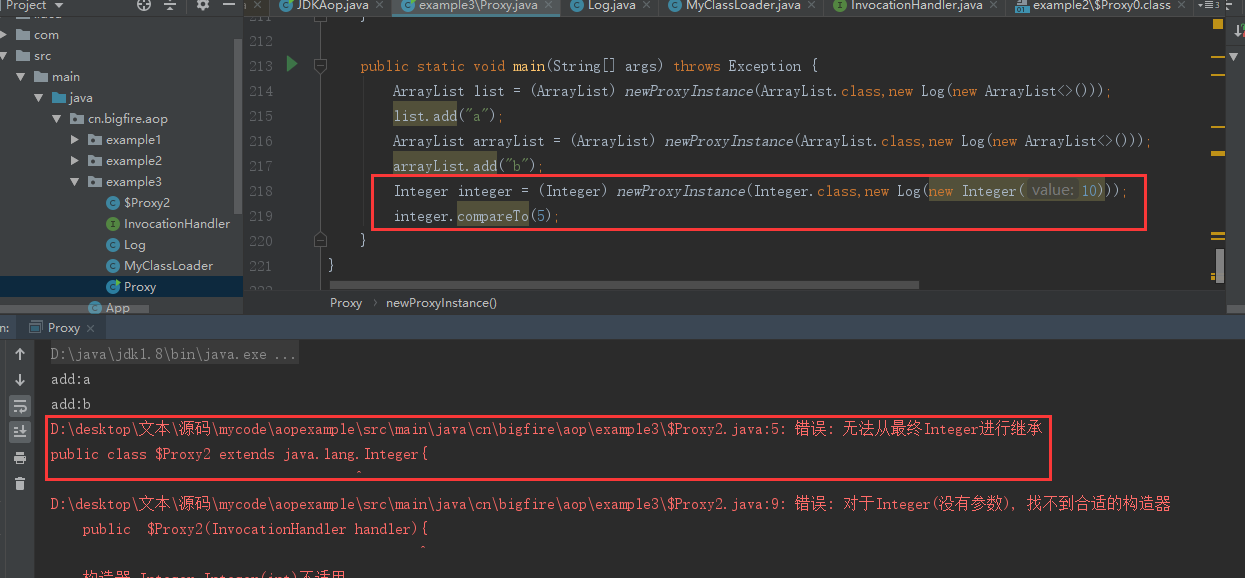 Project
JDKAop.java
example3\Proxy.java
Log.java
MyClassLoader.java
InvocationHandler.java
example2\$Proxy0.class
com
src
main
java
cn.bigfire.aop
example1
example2
example3
$Proxy2
InvocationHandler
Log
MyClassLoader
Proxy
App
211
212
213 public static void main(String[] args) throws Exception {
214 ArrayList list = (ArrayList) newProxyInstance(ArrayList.class,new Log(new ArrayList<>()));
215 list.add("a");
216 ArrayList arrayList = (ArrayList) newProxyInstance(ArrayList.class,new Log(new ArrayList<>()));
217 arrayList.add("b");
218 Integer integer = (Integer) newProxyInstance(Integer.class,new Log(new Integer( value: 10)));
219 integer.compareTo(5);
220 }
221 }
222
Proxy › newProxyInstance()
n: Proxy
D:\java\jdk1.8\bin\java.exe ...
add:a
add:b
D:\desktop\文本\源码\mycode\aopexample\src\main\java\cn\bigfire\aop\example3\$Proxy2.java:5: 错误: 无法从最终Integer进行继承
public class $Proxy2 extends java.lang.Integer{
^
D:\desktop\文本\源码\mycode\aopexample\src\main\java\cn\bigfire\aop\example3\$Proxy2.java:9: 错误: 对于Integer(没有参数), 找不到合适的构造器
public  $Proxy2(InvocationHandler handler){
^
构造器 Integer.Integer(int)不适用